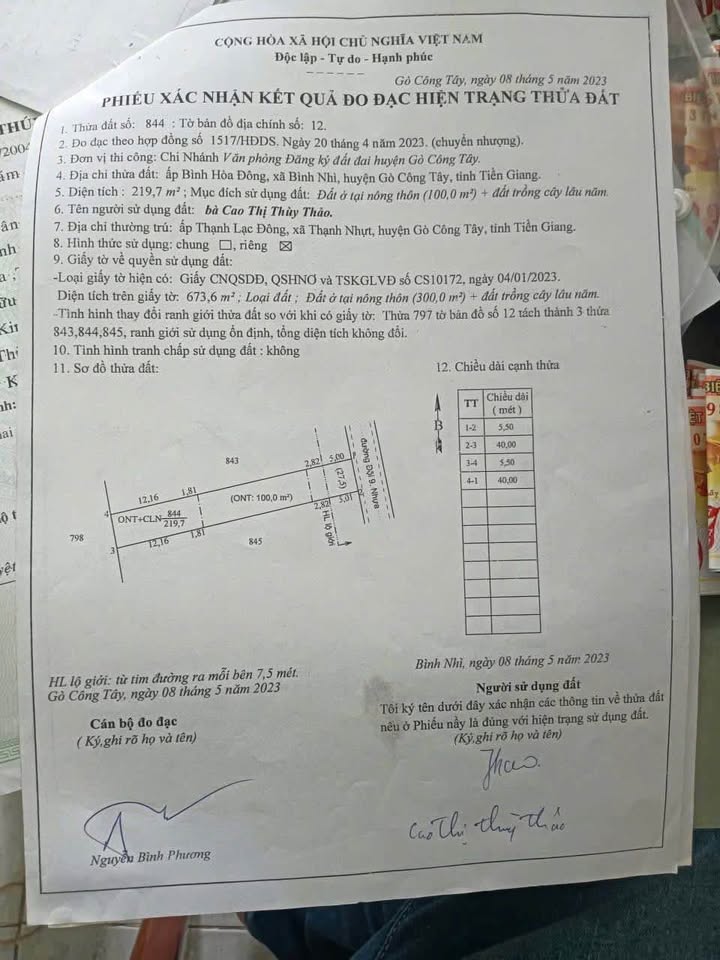 CỘNG HÒA XÃ HỘI CHỦ NGHĨA VIỆT NAM
Độc lập - Tự do - Hạnh phúc
Gò Công Tây, ngày 08 tháng 5 năm 2023
PHIẾU XÁC NHẬN KẾT QUẢ ĐO ĐẠC HIỆN TRẠNG THỬA ĐẤT
1. Thửa đất số: 844 ; Tờ bản đồ địa chính số: 12.
2. Đo đạc theo hợp đồng số 1517/HĐDS. Ngày 20 tháng 4 năm 2023. (chuyển nhượng).
3. Đơn vị thi công: Chi Nhánh Văn phòng Đăng ký đất đai huyện Gò Công Tây.
4. Địa chỉ thửa đất: ấp Bình Hòa Đông, xã Bình Nhì, huyện Gò Công Tây, tỉnh Tiền Giang.
5. Diện tích : 219,7 m² ; Mục đích sử dụng đất: Đất ở tại nông thôn (100,0 m²) + đất trồng cây lâu năm.
6. Tên người sử dụng đất: bà Cao Thị Thùy Thảo.
7. Địa chỉ thường trú: ấp Thạnh Lạc Đông, xã Thạnh Nhựt, huyện Gò Công Tây, tỉnh Tiền Giang.
8. Hình thức sử dụng: chung ☐, riêng ☒
9. Giấy tờ về quyền sử dụng đất:
-Loại giấy tờ hiện có: Giấy CNQSDĐ, QSHNƠ và TSKGLVĐ số CS10172, ngày 04/01/2023.
Diện tích trên giấy tờ: 673,6 m² ; Loại đất ; Đất ở tại nông thôn (300,0 m²) + đất trồng cây lâu năm.
-Tình hình thay đổi ranh giới thửa đất so với khi có giấy tờ: Thửa 797 tờ bản đồ số 12 tách thành 3 thửa
843,844,845, ranh giới sử dụng ổn định, tổng diện tích không đổi.
10. Tình hình tranh chấp sử dụng đất : không
11. Sơ đồ thửa đất:
12. Chiều dài cạnh thửa
B
TT Chiều dài ( mét )
1-2 5,50
2-3 40,00
3-4 5,50
4-1 40,00
843
2,82 5,00
12,16 1,81
(ONT: 100,0 m²)
(27,5)
đường Đội 9. Nhựa
4
ONT+CLN 844
219,7
2,82 5,01
798
3
12,16 1,81
845
HL lộ giới
HL lộ giới: từ tim đường ra mỗi bên 7,5 mét.
Gò Công Tây, ngày 08 tháng 5 năm 2023
Cán bộ đo đạc
( Ký,ghi rõ họ và tên)
Nguyễn Bình Phương
Bình Nhì, ngày 08 tháng 5 năm 2023
Người sử dụng đất
Tôi ký tên dưới đây xác nhận các thông tin về thửa đất
nêu ở Phiếu nầy là đúng với hiện trạng sử dụng đất.
(Ký,ghi rõ họ và tên)
Thao.
Cao Thị Thùy Thảo